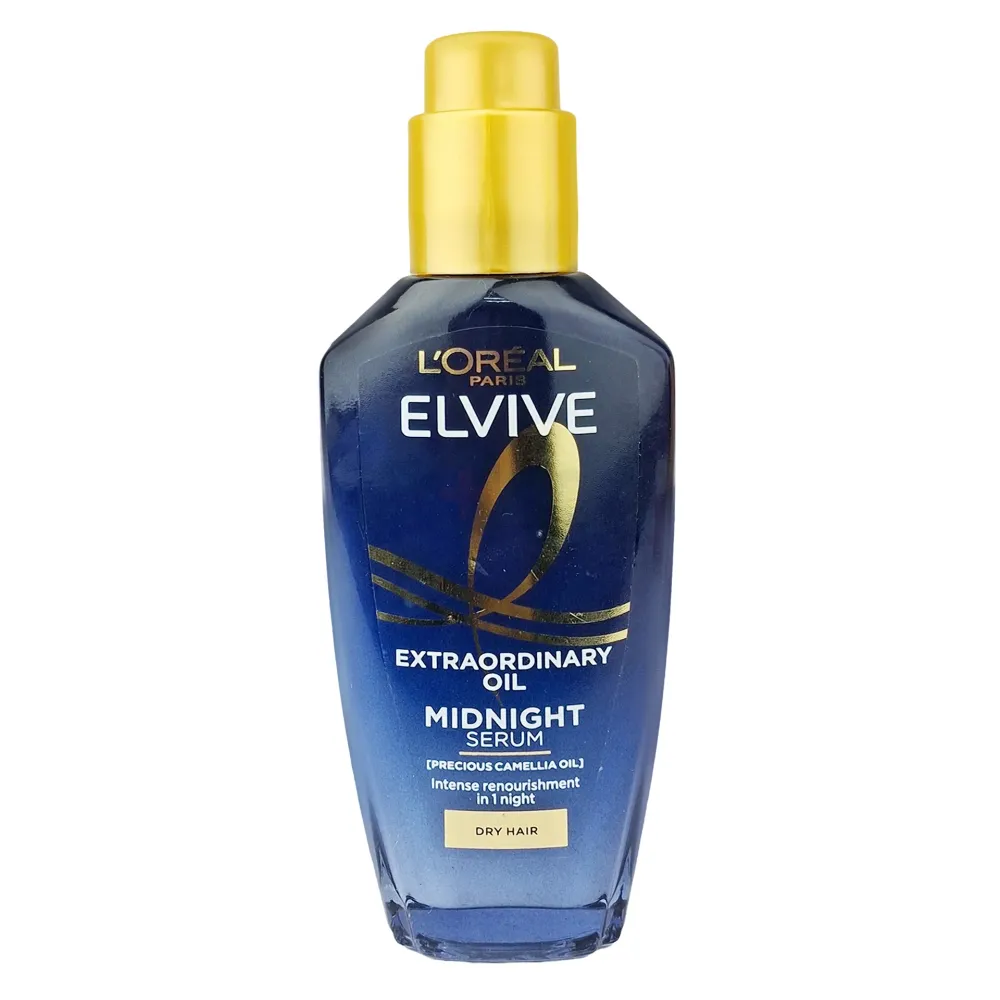 L'ORÉAL
PARIS
ELVIVE
EXTRAORDINARY
OIL
MIDNIGHT
SERUM
[PRECIOUS CAMELLIA OIL]
Intense renourishment
in 1 night
DRY HAIR